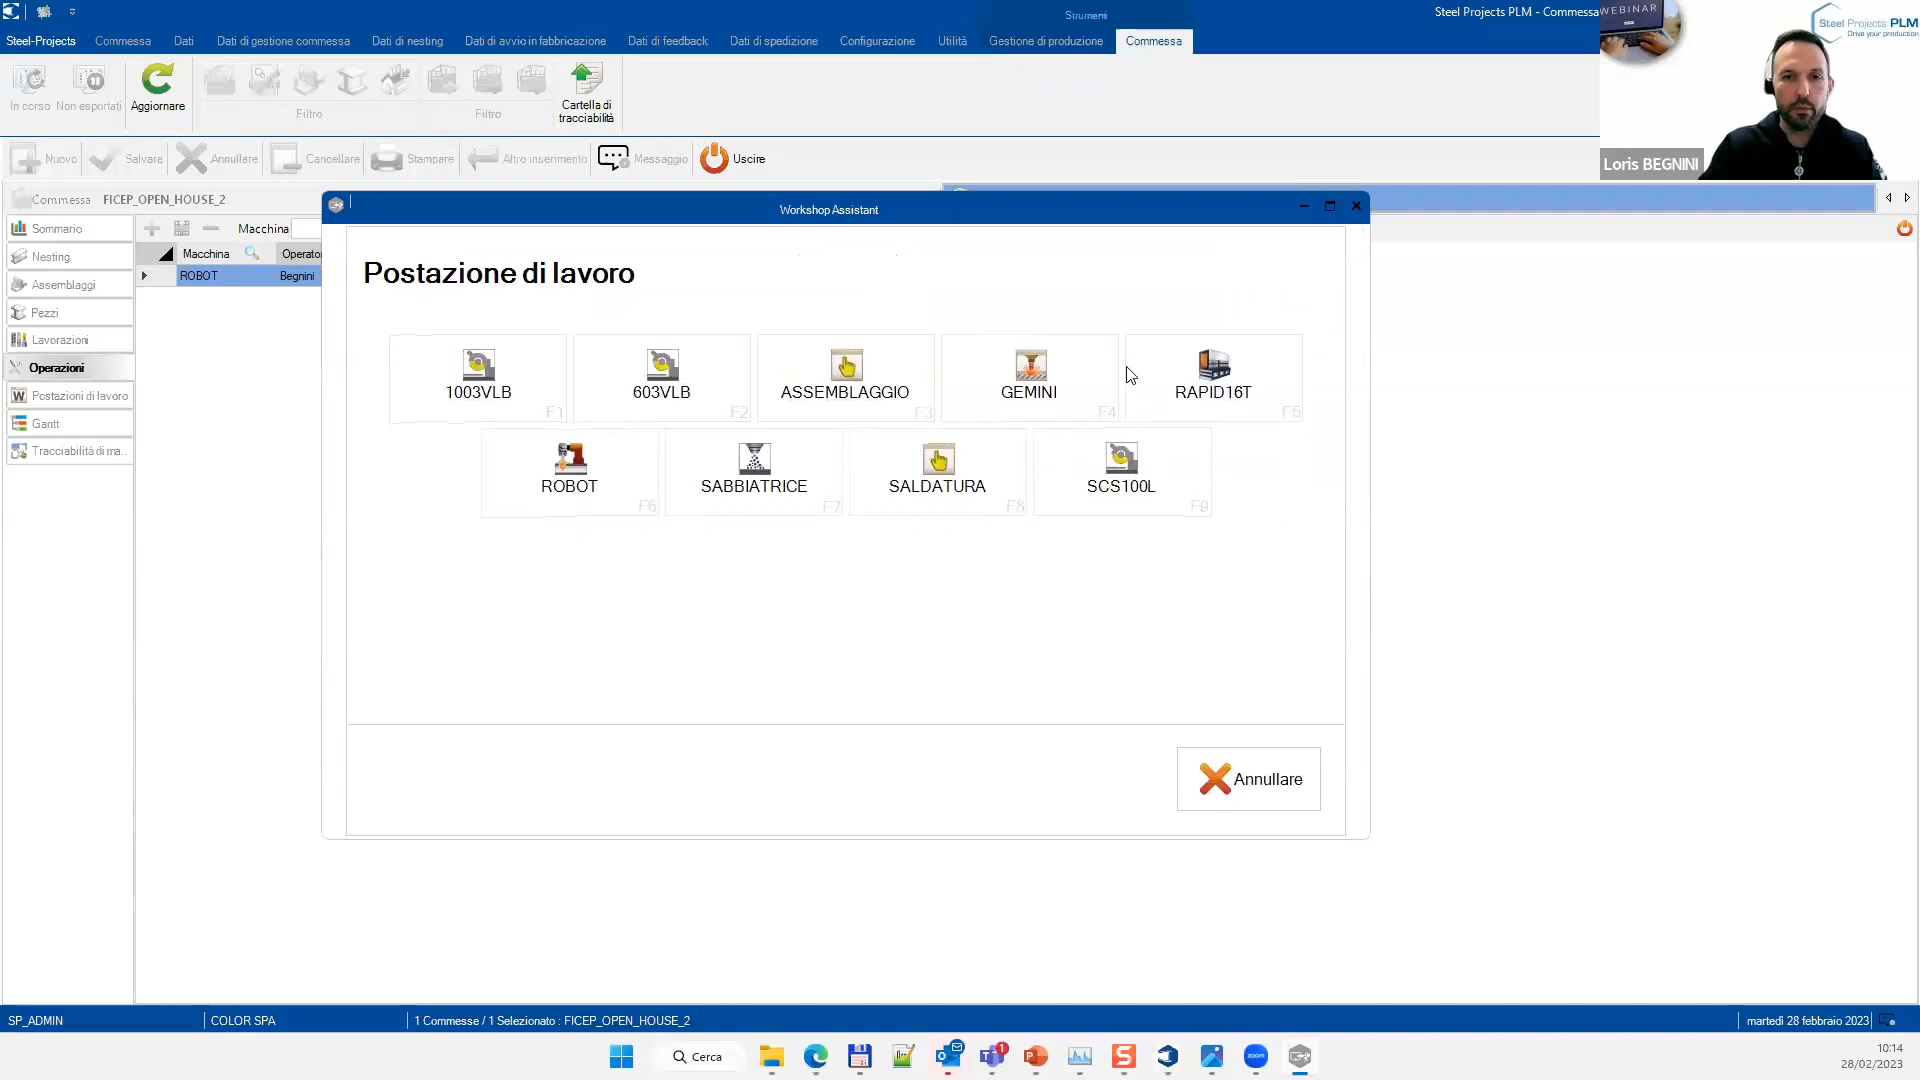 Strumenti
Steel Projects PLM - Commessa
WEBINAR
Steel Projects PLM
Drive your production
Steel-Projects
Commessa
Dati
Dati di gestione commessa
Dati di nesting
Dati di avvio in fabbricazione
Dati di feedback
Dati di spedizione
Configurazione
Utilità
Gestione di produzione
Commessa
In corso
Non esportati
Aggiornare
Filtro
Filtro
Cartella di
tracciabilità
Nuovo
Salvare
Annullare
Cancellare
Stampare
Altro inserimento
Messaggio
Uscire
Loris BEGNINI
Commessa FICEP_OPEN_HOUSE_2
Workshop Assistant
Sommario
Nesting
Assemblaggi
Pezzi
Lavorazioni
Operazioni
Postazioni di lavoro
Gantt
Tracciabilità di ma...
Macchina
Macchina
ROBOT
Begnini
Postazione di lavoro
1003VLB
F1
603VLB
F2
ASSEMBLAGGIO
F3
GEMINI
F4
RAPID16T
F5
ROBOT
F6
SABBIATRICE
F7
SALDATURA
F8
SCS100L
F9
Annullare
SP_ADMIN
COLOR SPA
1 Commesse / 1 Selezionato : FICEP_OPEN_HOUSE_2
martedì 28 febbraio 2023
Cerca
1
zoom
10:14
28/02/2023